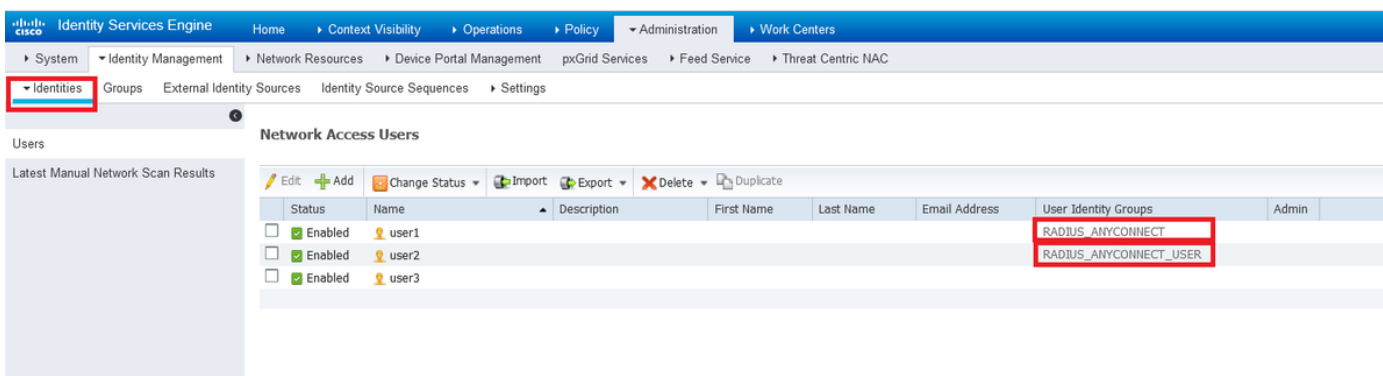 cisco Identity Services Engine Home Context Visibility Operations Policy Administration Work Centers
System Identity Management Network Resources Device Portal Management pxGrid Services Feed Service Threat Centric NAC
Identities Groups External Identity Sources Identity Source Sequences Settings
Users
Latest Manual Network Scan Results
Network Access Users
Edit Add Change Status Import Export Delete Duplicate
Status Name Description First Name Last Name Email Address User Identity Groups Admin
Enabled user1 RADIUS_ANYCONNECT
Enabled user2 RADIUS_ANYCONNECT_USER
Enabled user3